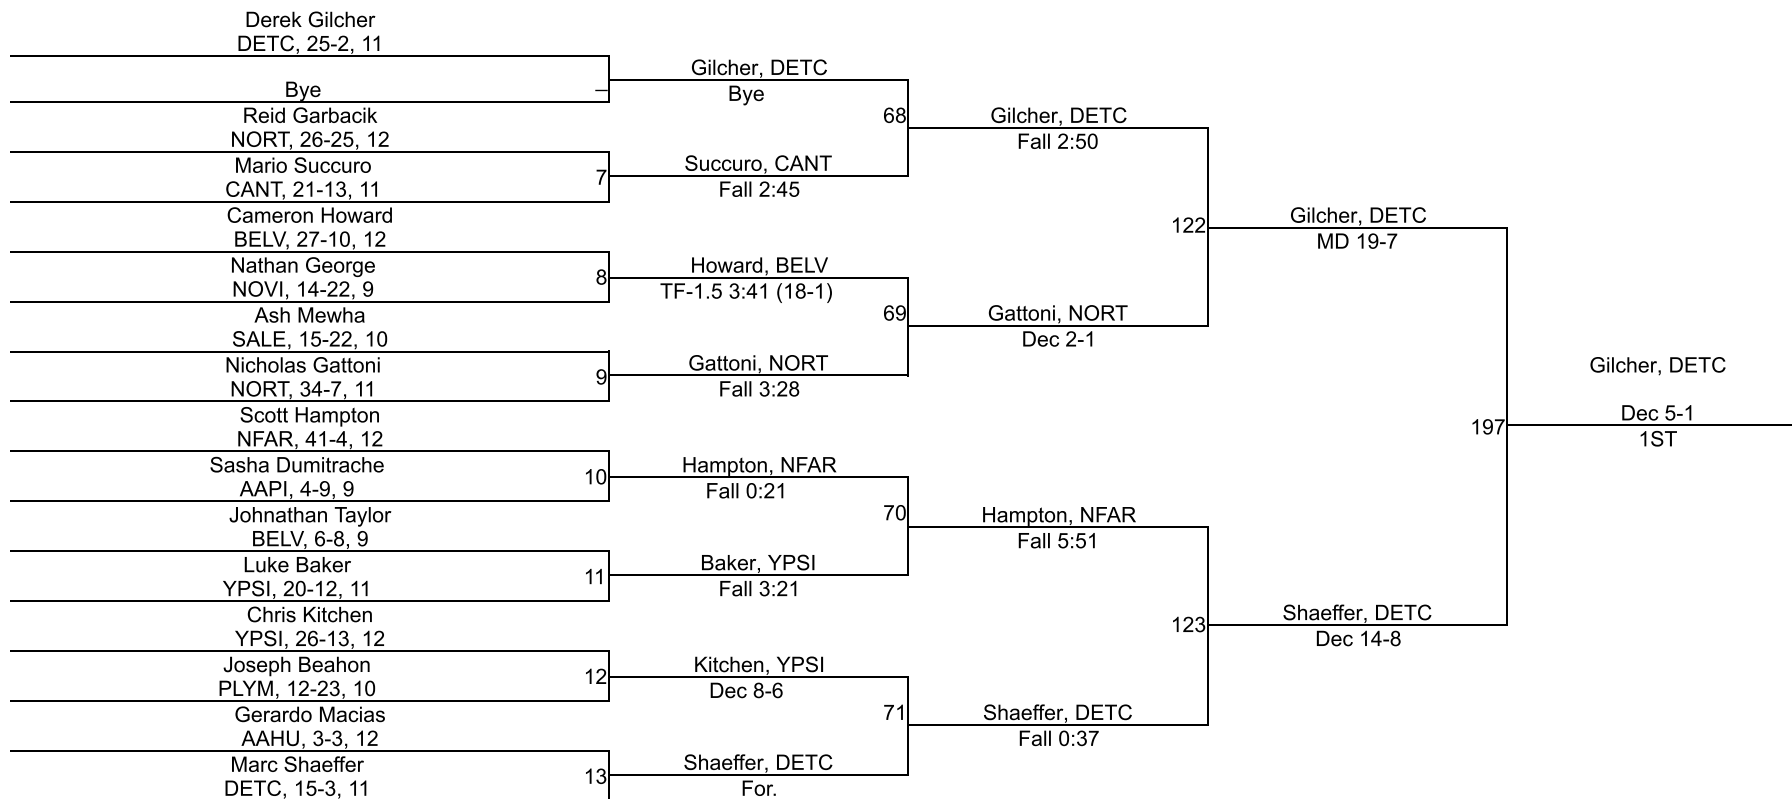 Derek Gilcher
DETC, 25-2, 11
Bye
–
Reid Garbacik
NORT, 26-25, 12
Mario Succuro
CANT, 21-13, 11
7
Cameron Howard
BELV, 27-10, 12
Nathan George
NOVI, 14-22, 9
8
Ash Mewha
SALE, 15-22, 10
Nicholas Gattoni
NORT, 34-7, 11
9
Scott Hampton
NFAR, 41-4, 12
Sasha Dumitrache
AAPI, 4-9, 9
10
Johnathan Taylor
BELV, 6-8, 9
Luke Baker
YPSI, 20-12, 11
11
Chris Kitchen
YPSI, 26-13, 12
Joseph Beahon
PLYM, 12-23, 10
12
Gerardo Macias
AAHU, 3-3, 12
Marc Shaeffer
DETC, 15-3, 11
13
Gilcher, DETC
Bye
68
Succuro, CANT
Fall 2:45
Howard, BELV
TF-1.5 3:41 (18-1)
69
Gattoni, NORT
Fall 3:28
Hampton, NFAR
Fall 0:21
70
Baker, YPSI
Fall 3:21
Kitchen, YPSI
Dec 8-6
71
Shaeffer, DETC
For.
Gilcher, DETC
Fall 2:50
122
Gattoni, NORT
Dec 2-1
Hampton, NFAR
Fall 5:51
123
Shaeffer, DETC
Fall 0:37
Gilcher, DETC
MD 19-7
197
Shaeffer, DETC
Dec 14-8
Gilcher, DETC
Dec 5-1
1ST